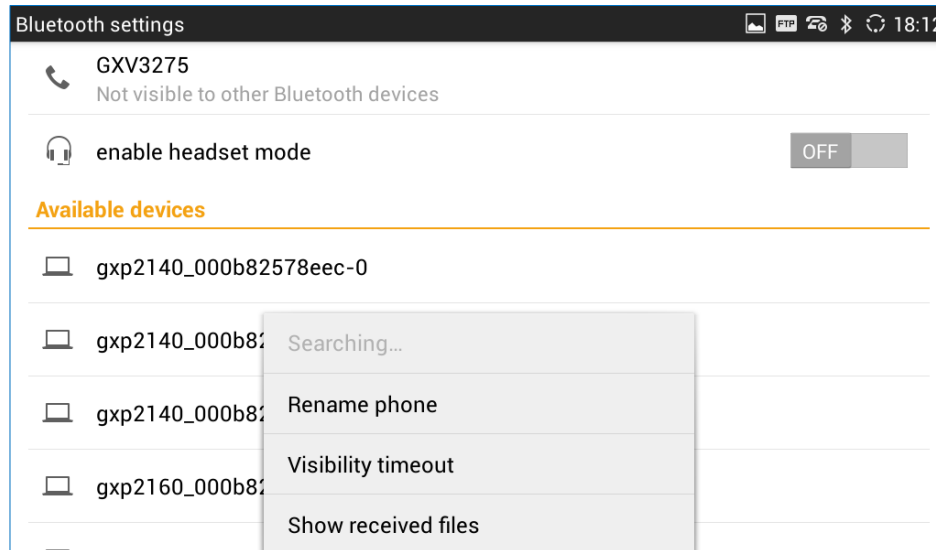 Bluetooth settings
FTP
18:12
GXV3275
Not visible to other Bluetooth devices
enable headset mode
OFF
Available devices
gxp2140_000b82578eec-0
gxp2140_000b82
Searching...
gxp2140_000b82
Rename phone
Visibility timeout
gxp2160_000b82
Show received files